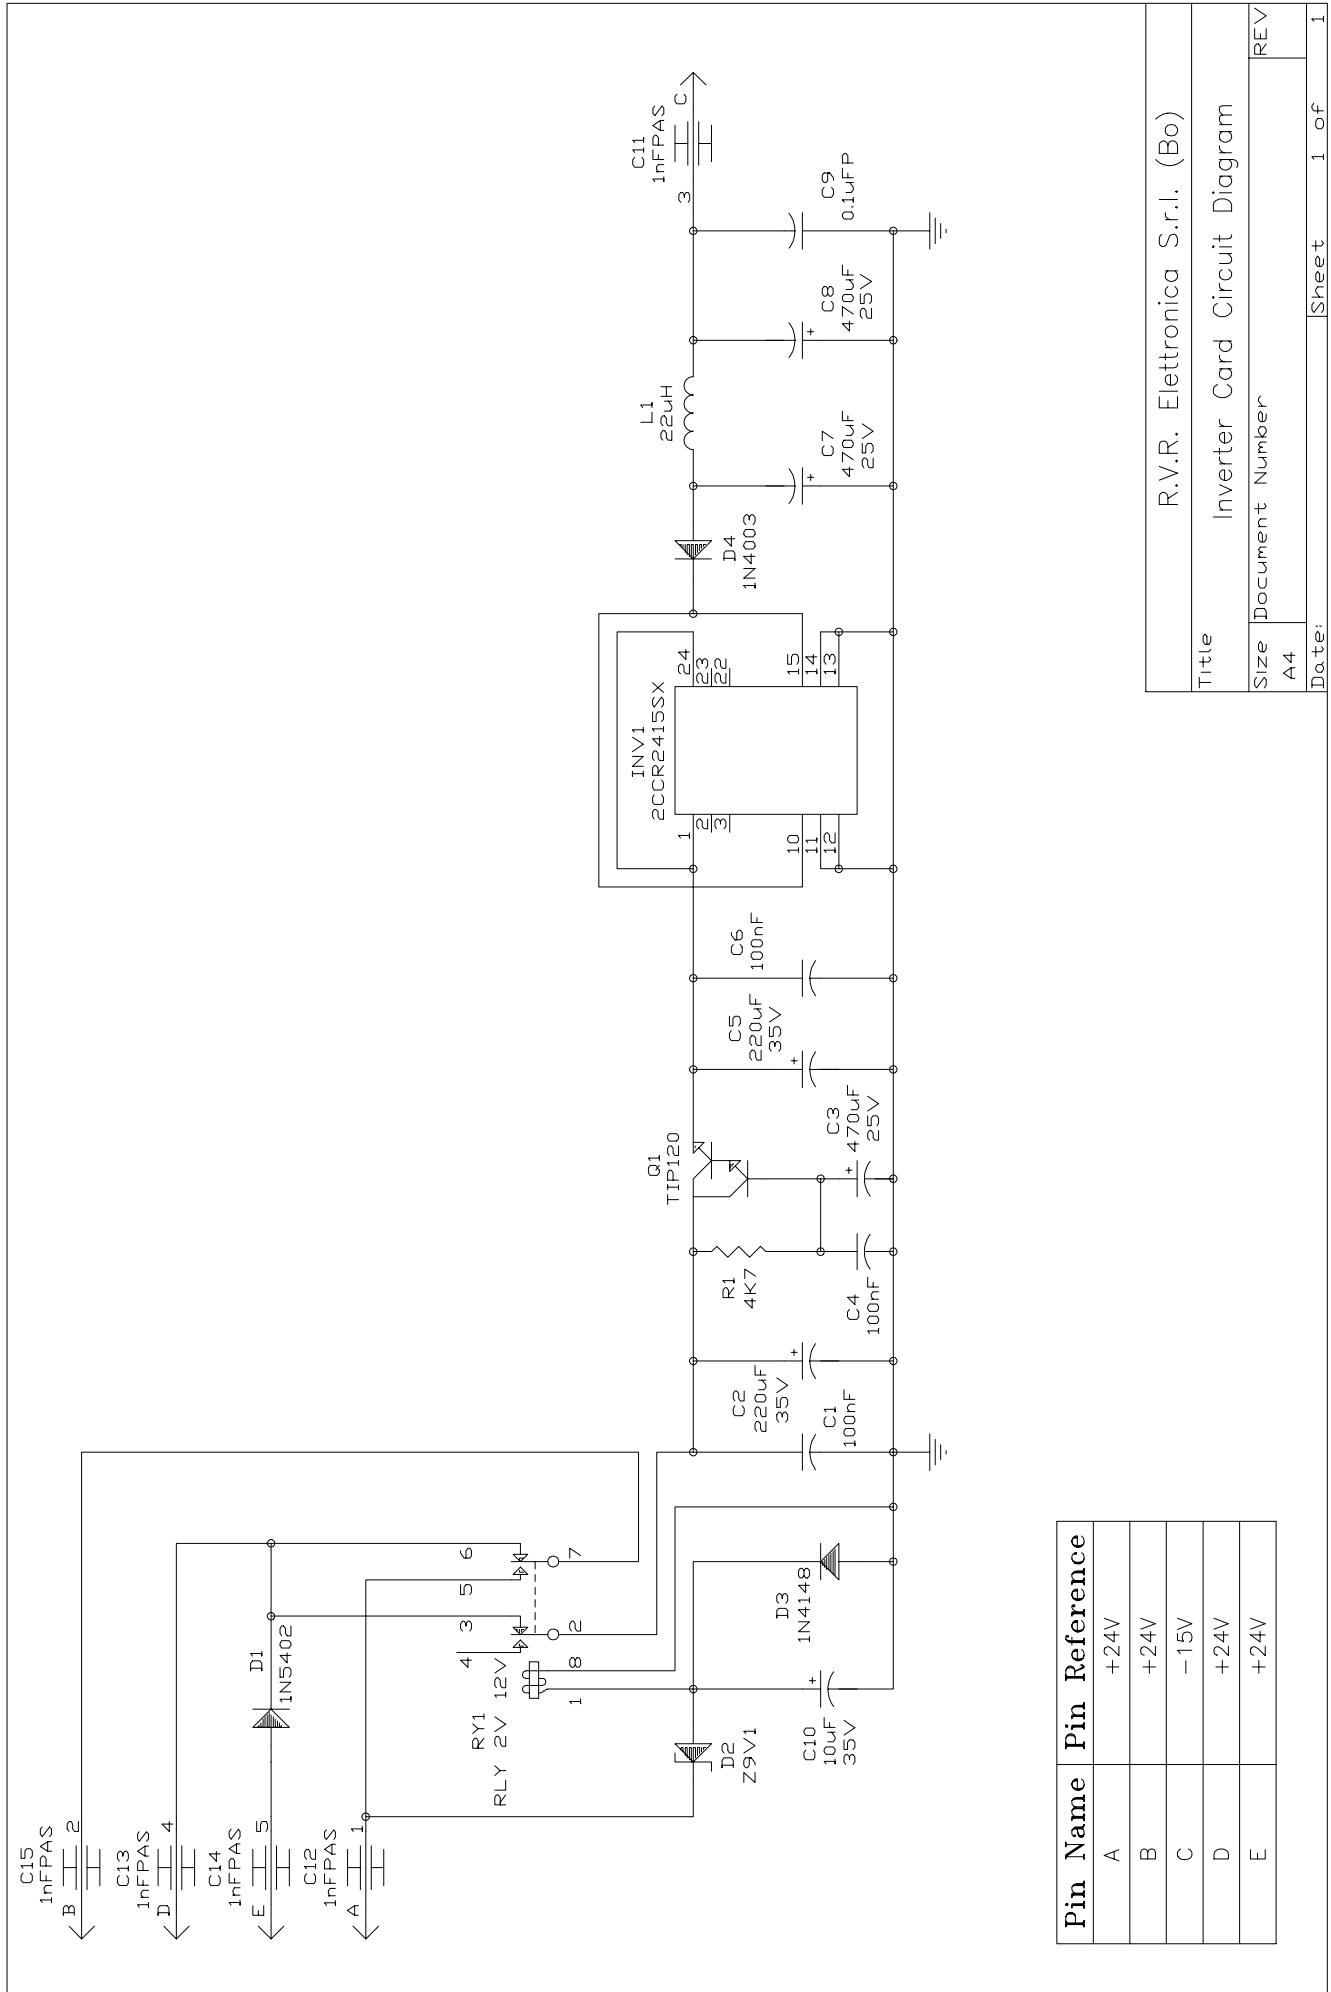 C15
1nFPAS
B
2
C13
1nFPAS
D
4
C14
1nFPAS
E
5
C12
1nFPAS
A
1
D1
1N5402
RY1
RLY 2V 12V
4
3
5
6
1
8
2
7
D2
Z9V1
C10
10uF
35V
+
D3
1N4148
C2
220uF
35V
+
C1
100nF
R1
4K7
C4
100nF
Q1
TIP120
C3
470uF
25V
+
C5
220uF
35V
+
C6
100nF
INV1
2CCR2415SX
1
2
3
10
11
12
24
23
22
15
14
13
D4
1N4003
L1
22uH
C7
470uF
25V
+
C8
470uF
25V
+
C9
0.1uFP
C11
1nFPAS
3
C
Pin Name Pin Reference
A +24V
B +24V
C -15V
D +24V
E +24V
R.V.R. Elettronica S.r.l. (Bo)
Title
Inverter Card Circuit Diagram
Size Document Number REV
A4
Date: Sheet 1 of 1